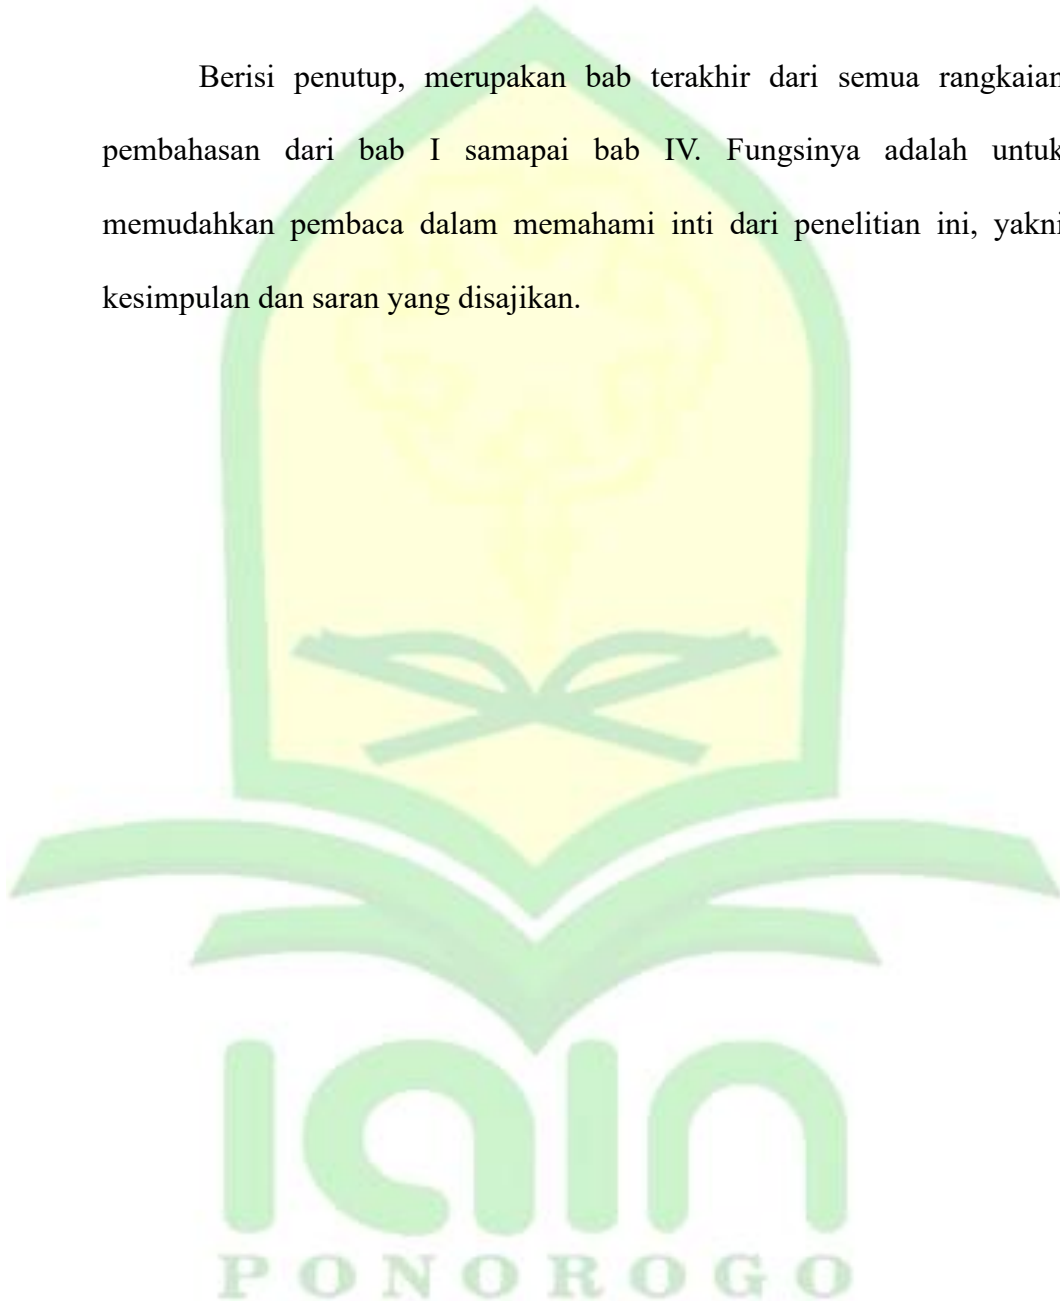 Berisi penutup, merupakan bab terakhir dari semua rangkaian
pembahasan dari bab I samapai bab IV. Fungsinya adalah untuk
memudahkan pembaca dalam memahami inti dari penelitian ini, yakni
kesimpulan dan saran yang disajikan.
iain
PONOROGO